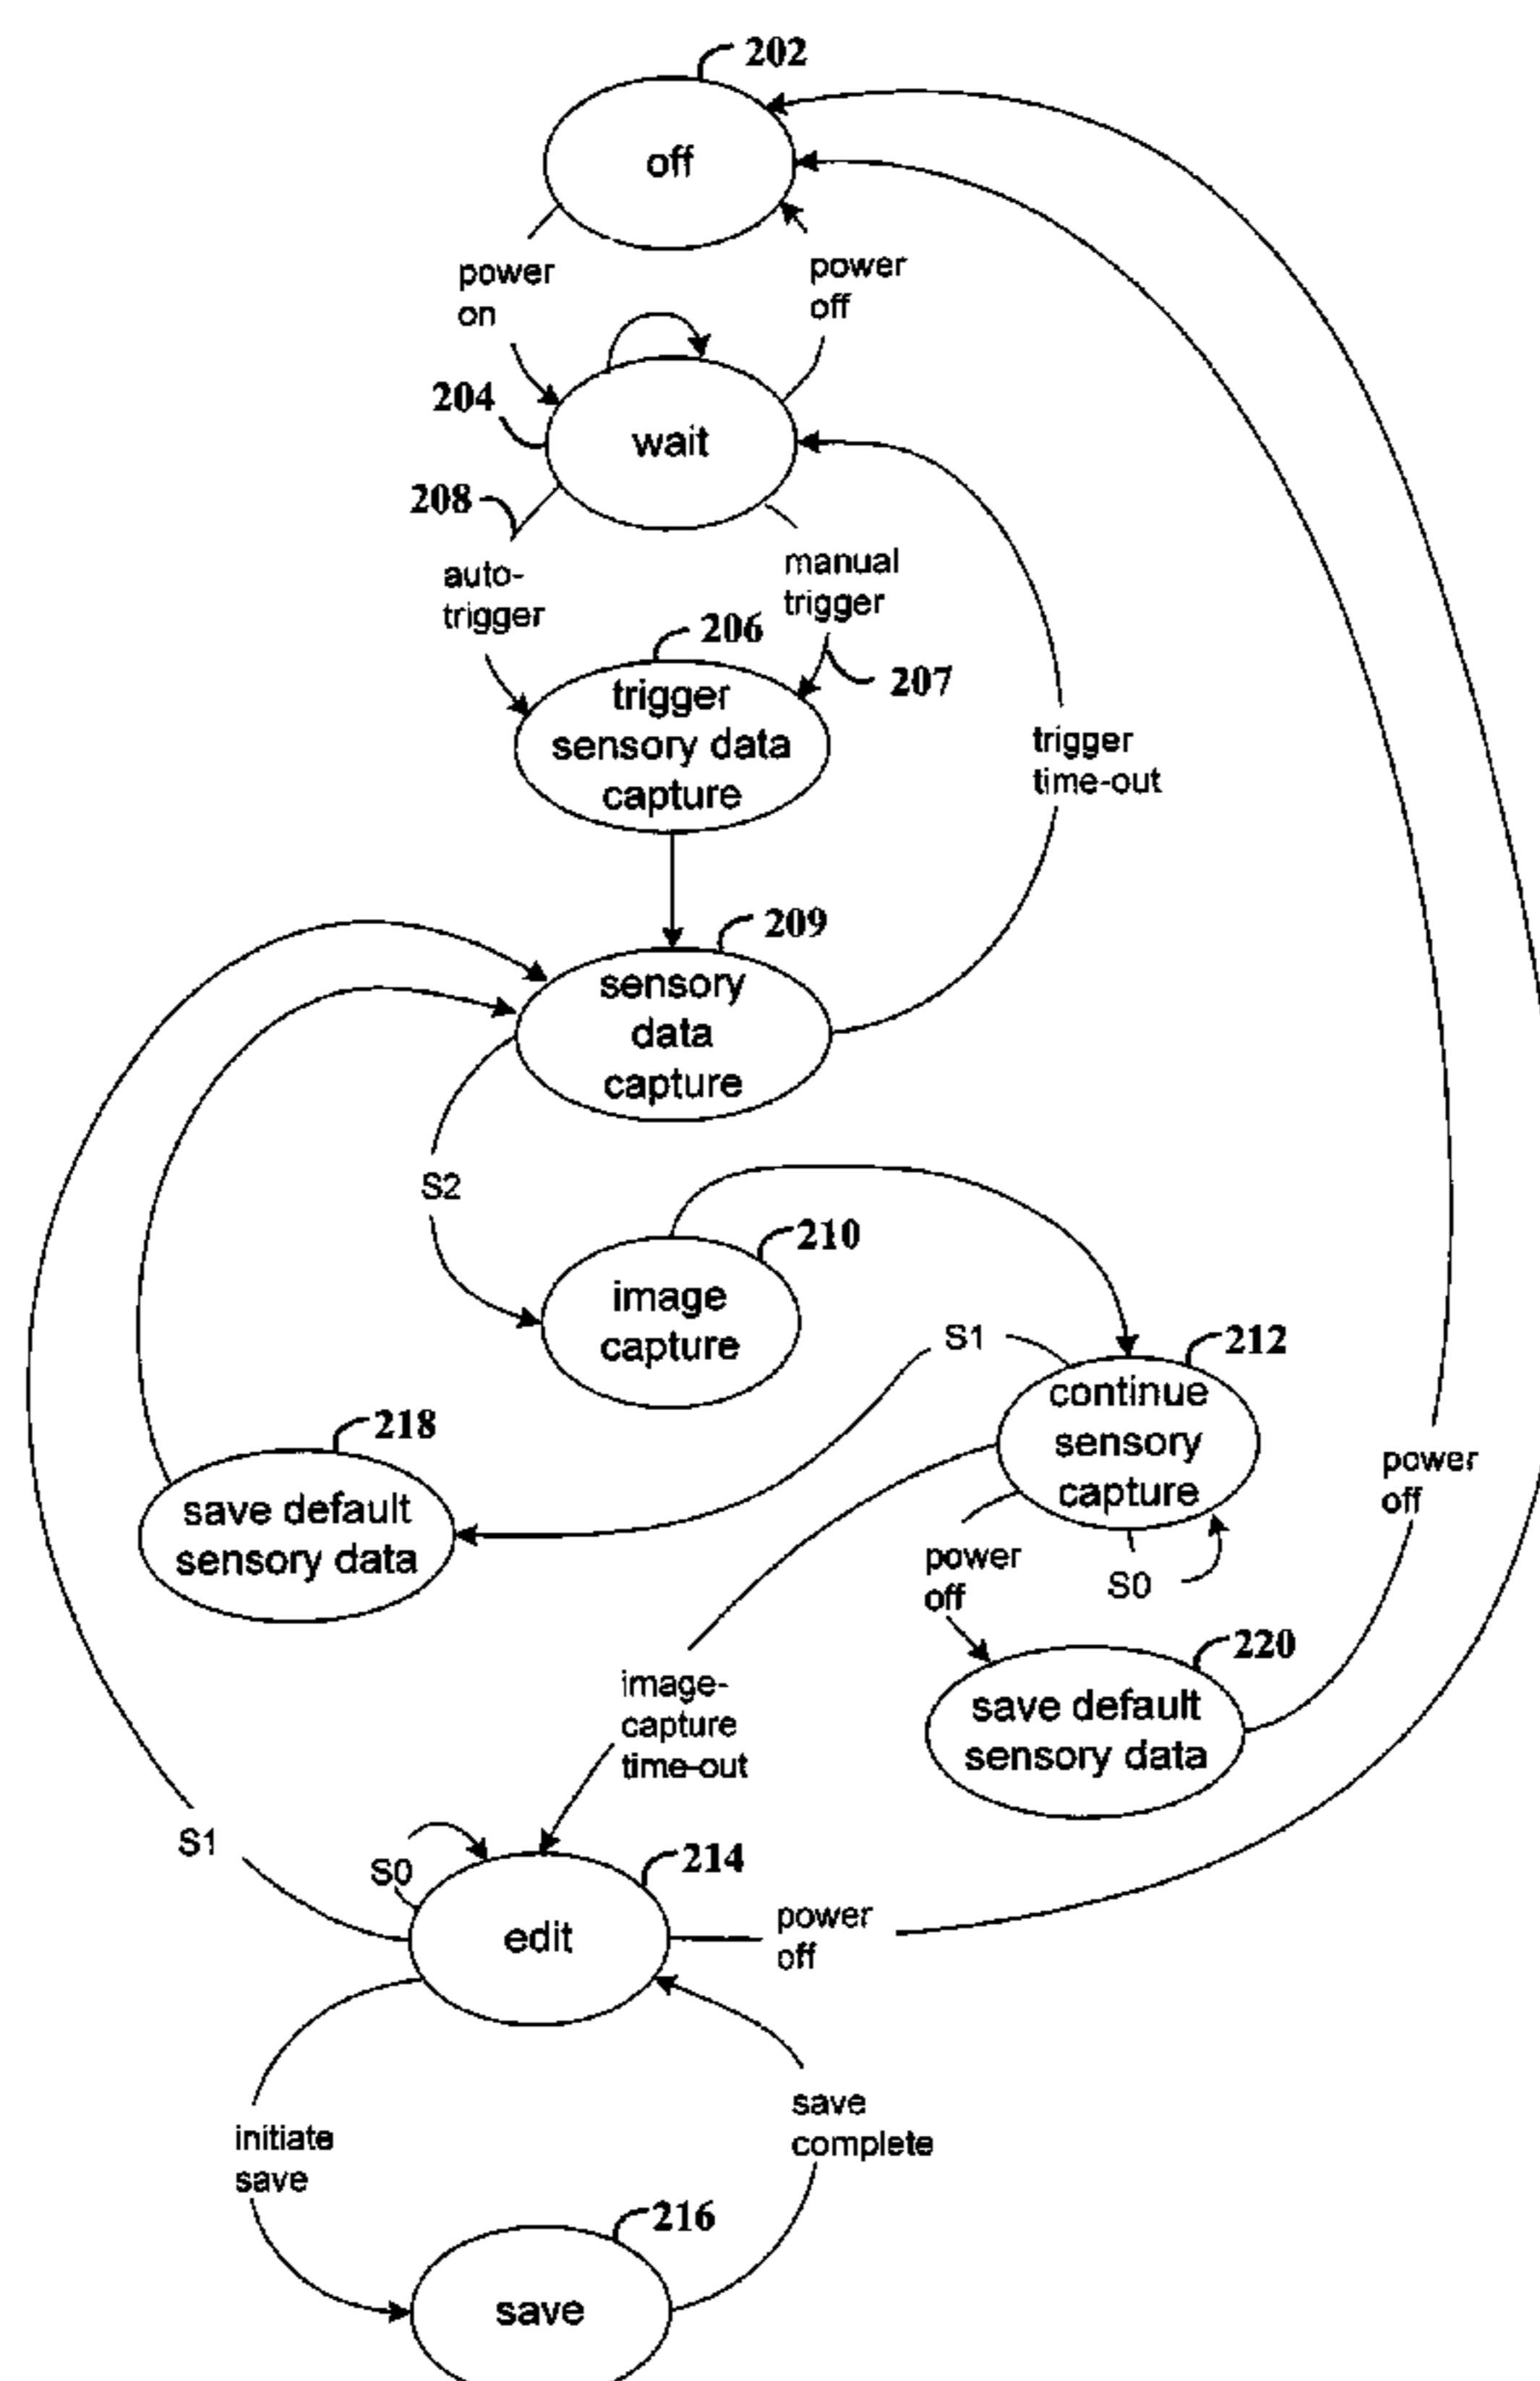 202
off
power
on
power
off
204
wait
208
auto-
trigger
manual
trigger
206
207
trigger
sensory data
capture
trigger
time-out
209
sensory
data
capture
S2
210
image
capture
S1
212
continue
sensory
capture
218
save default
sensory data
power
off
power
off
S0
220
save default
sensory data
image-
capture
time-out
S1
S0
214
edit
power
off
initiate
save
save
complete
216
save